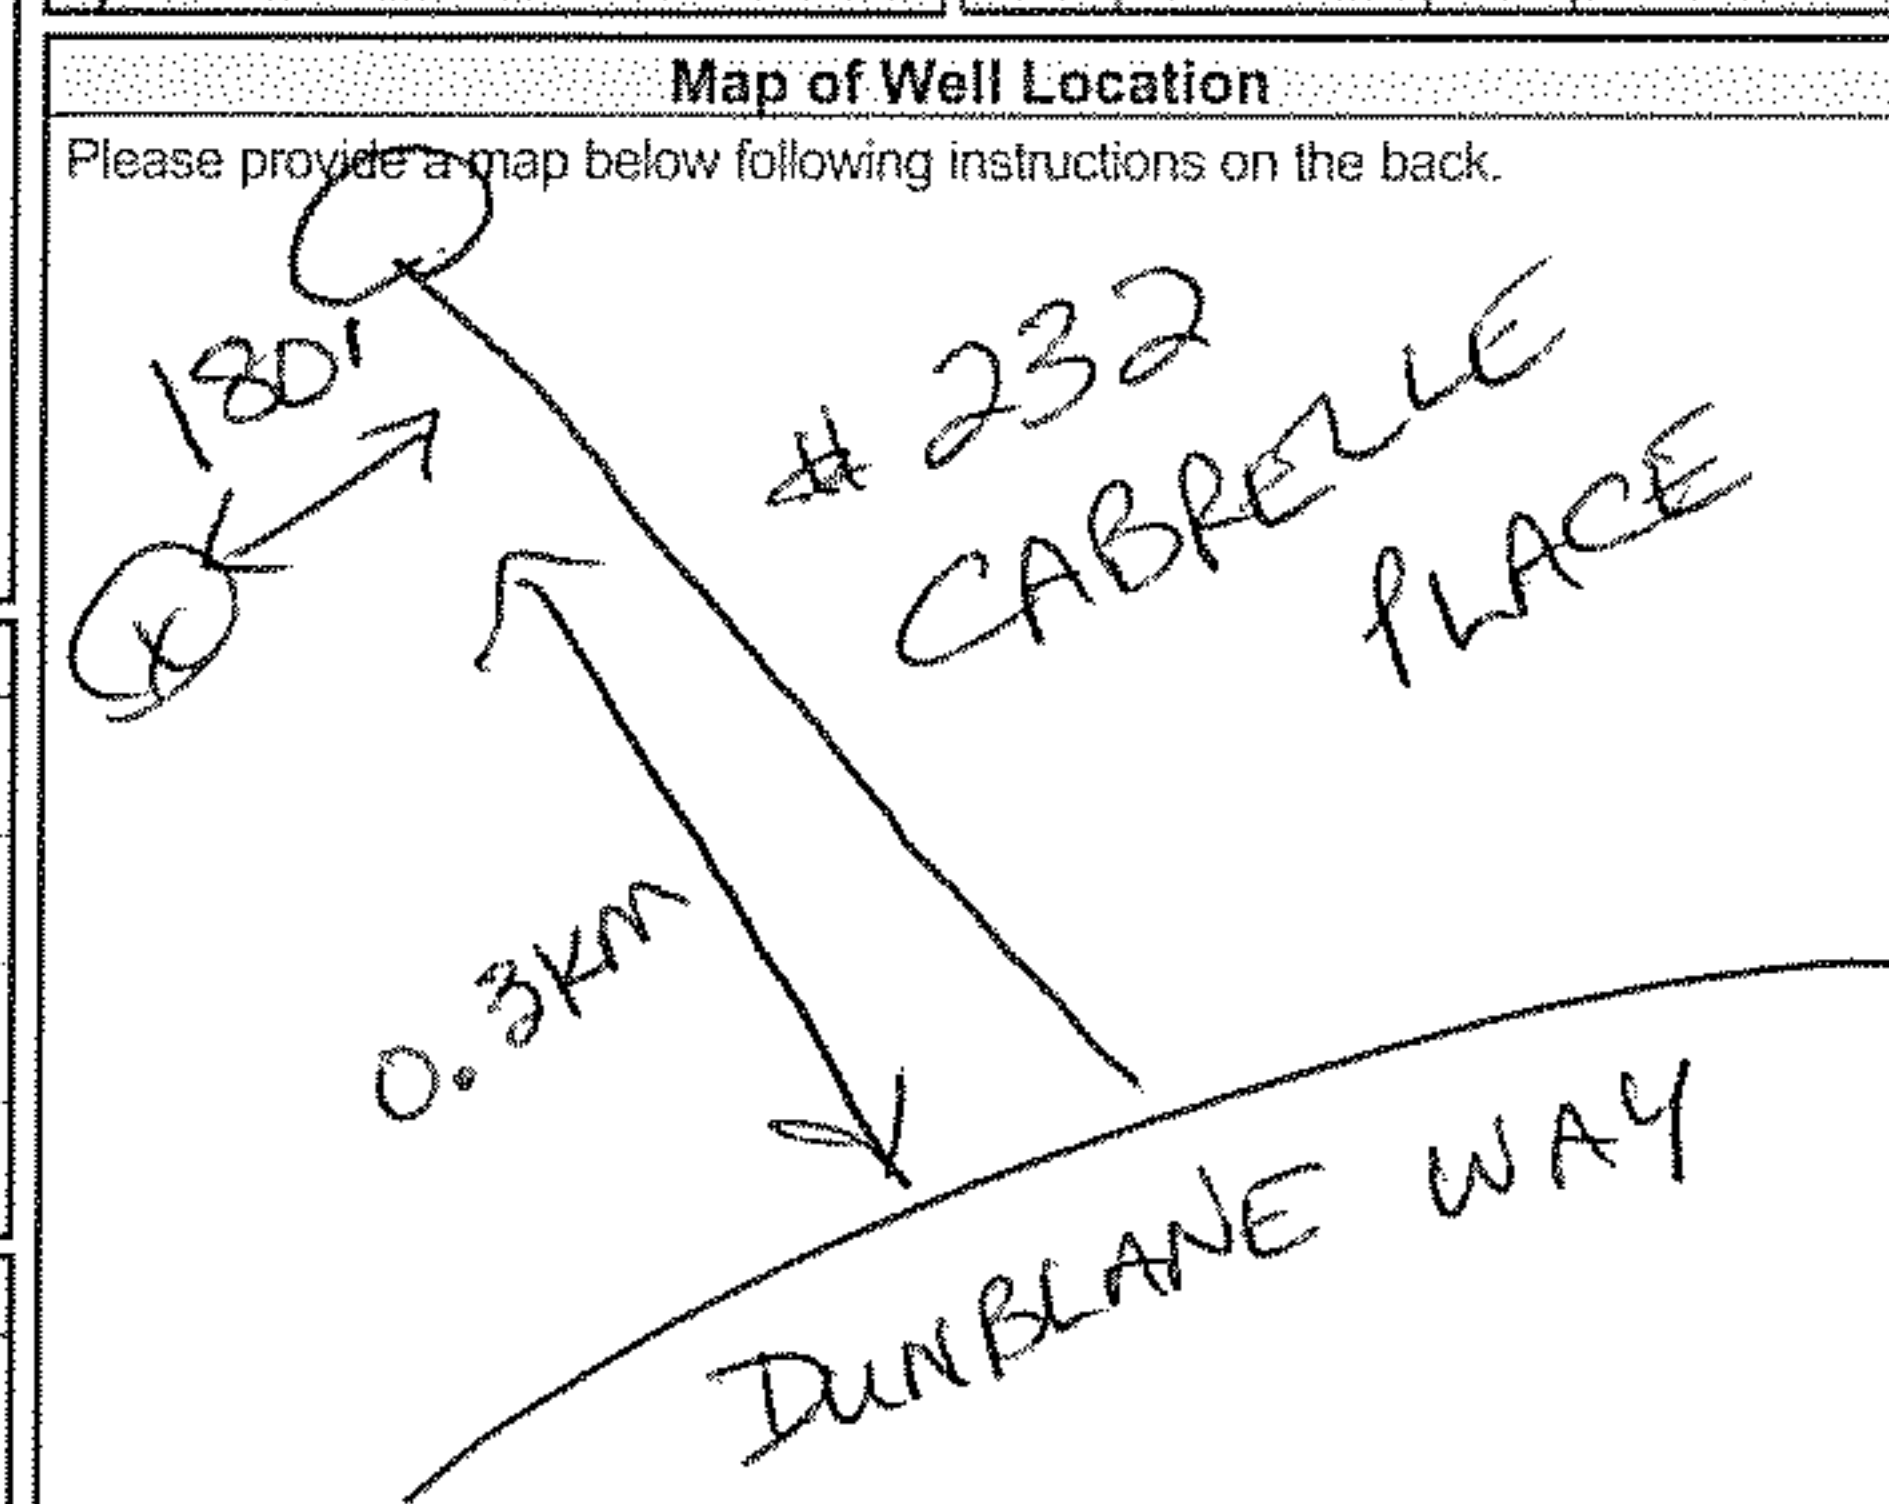 Map of Well Location
Please provide a map below following instructions on the back.
180'
# 232
CABRELLE
PLACE
X
0.3KM
DUNBLANE WAY